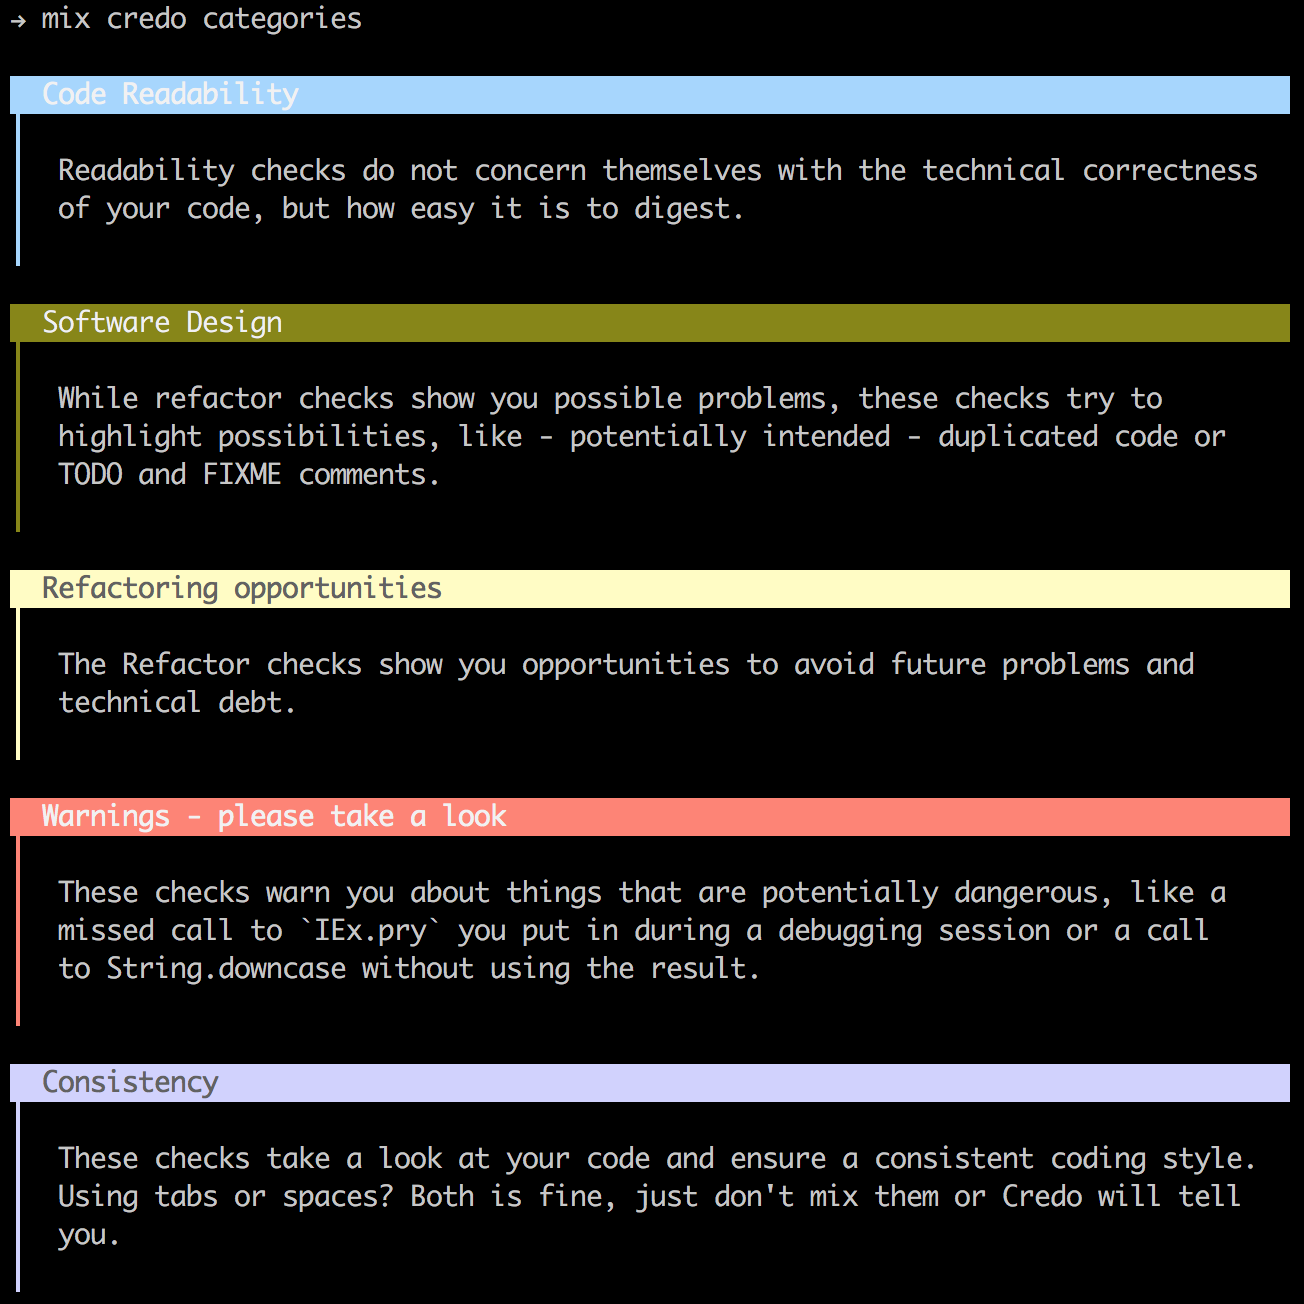 → mix credo categories
Code Readability
Readability checks do not concern themselves with the technical correctness
of your code, but how easy it is to digest.
Software Design
While refactor checks show you possible problems, these checks try to
highlight possibilities, like - potentially intended - duplicated code or
TODO and FIXME comments.
Refactoring opportunities
The Refactor checks show you opportunities to avoid future problems and
technical debt.
Warnings - please take a look
These checks warn you about things that are potentially dangerous, like a
missed call to `IEx.pry` you put in during a debugging session or a call
to String.downcase without using the result.
Consistency
These checks take a look at your code and ensure a consistent coding style.
Using tabs or spaces? Both is fine, just don't mix them or Credo will tell
you.